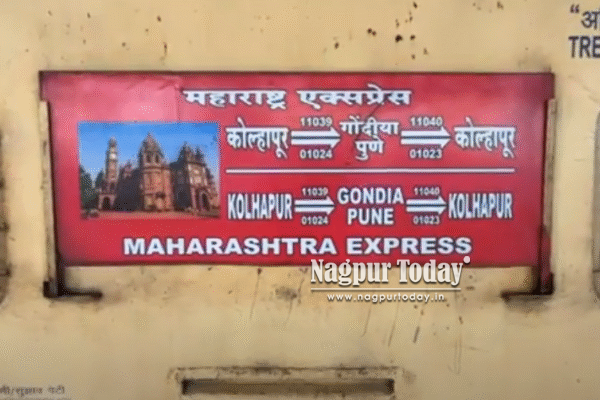 "अ
TRE
महाराष्ट्र एक्सप्रेस
कोल्हापूर 11039 01024 गोंदीया पुणे 11040 01023 कोल्हापूर
KOLHAPUR 11039 01024 GONDIA PUNE 11040 01023 KOLHAPUR
MAHARASHTRA EXPRESS
Nagpur Today
www.nagpurtoday.in